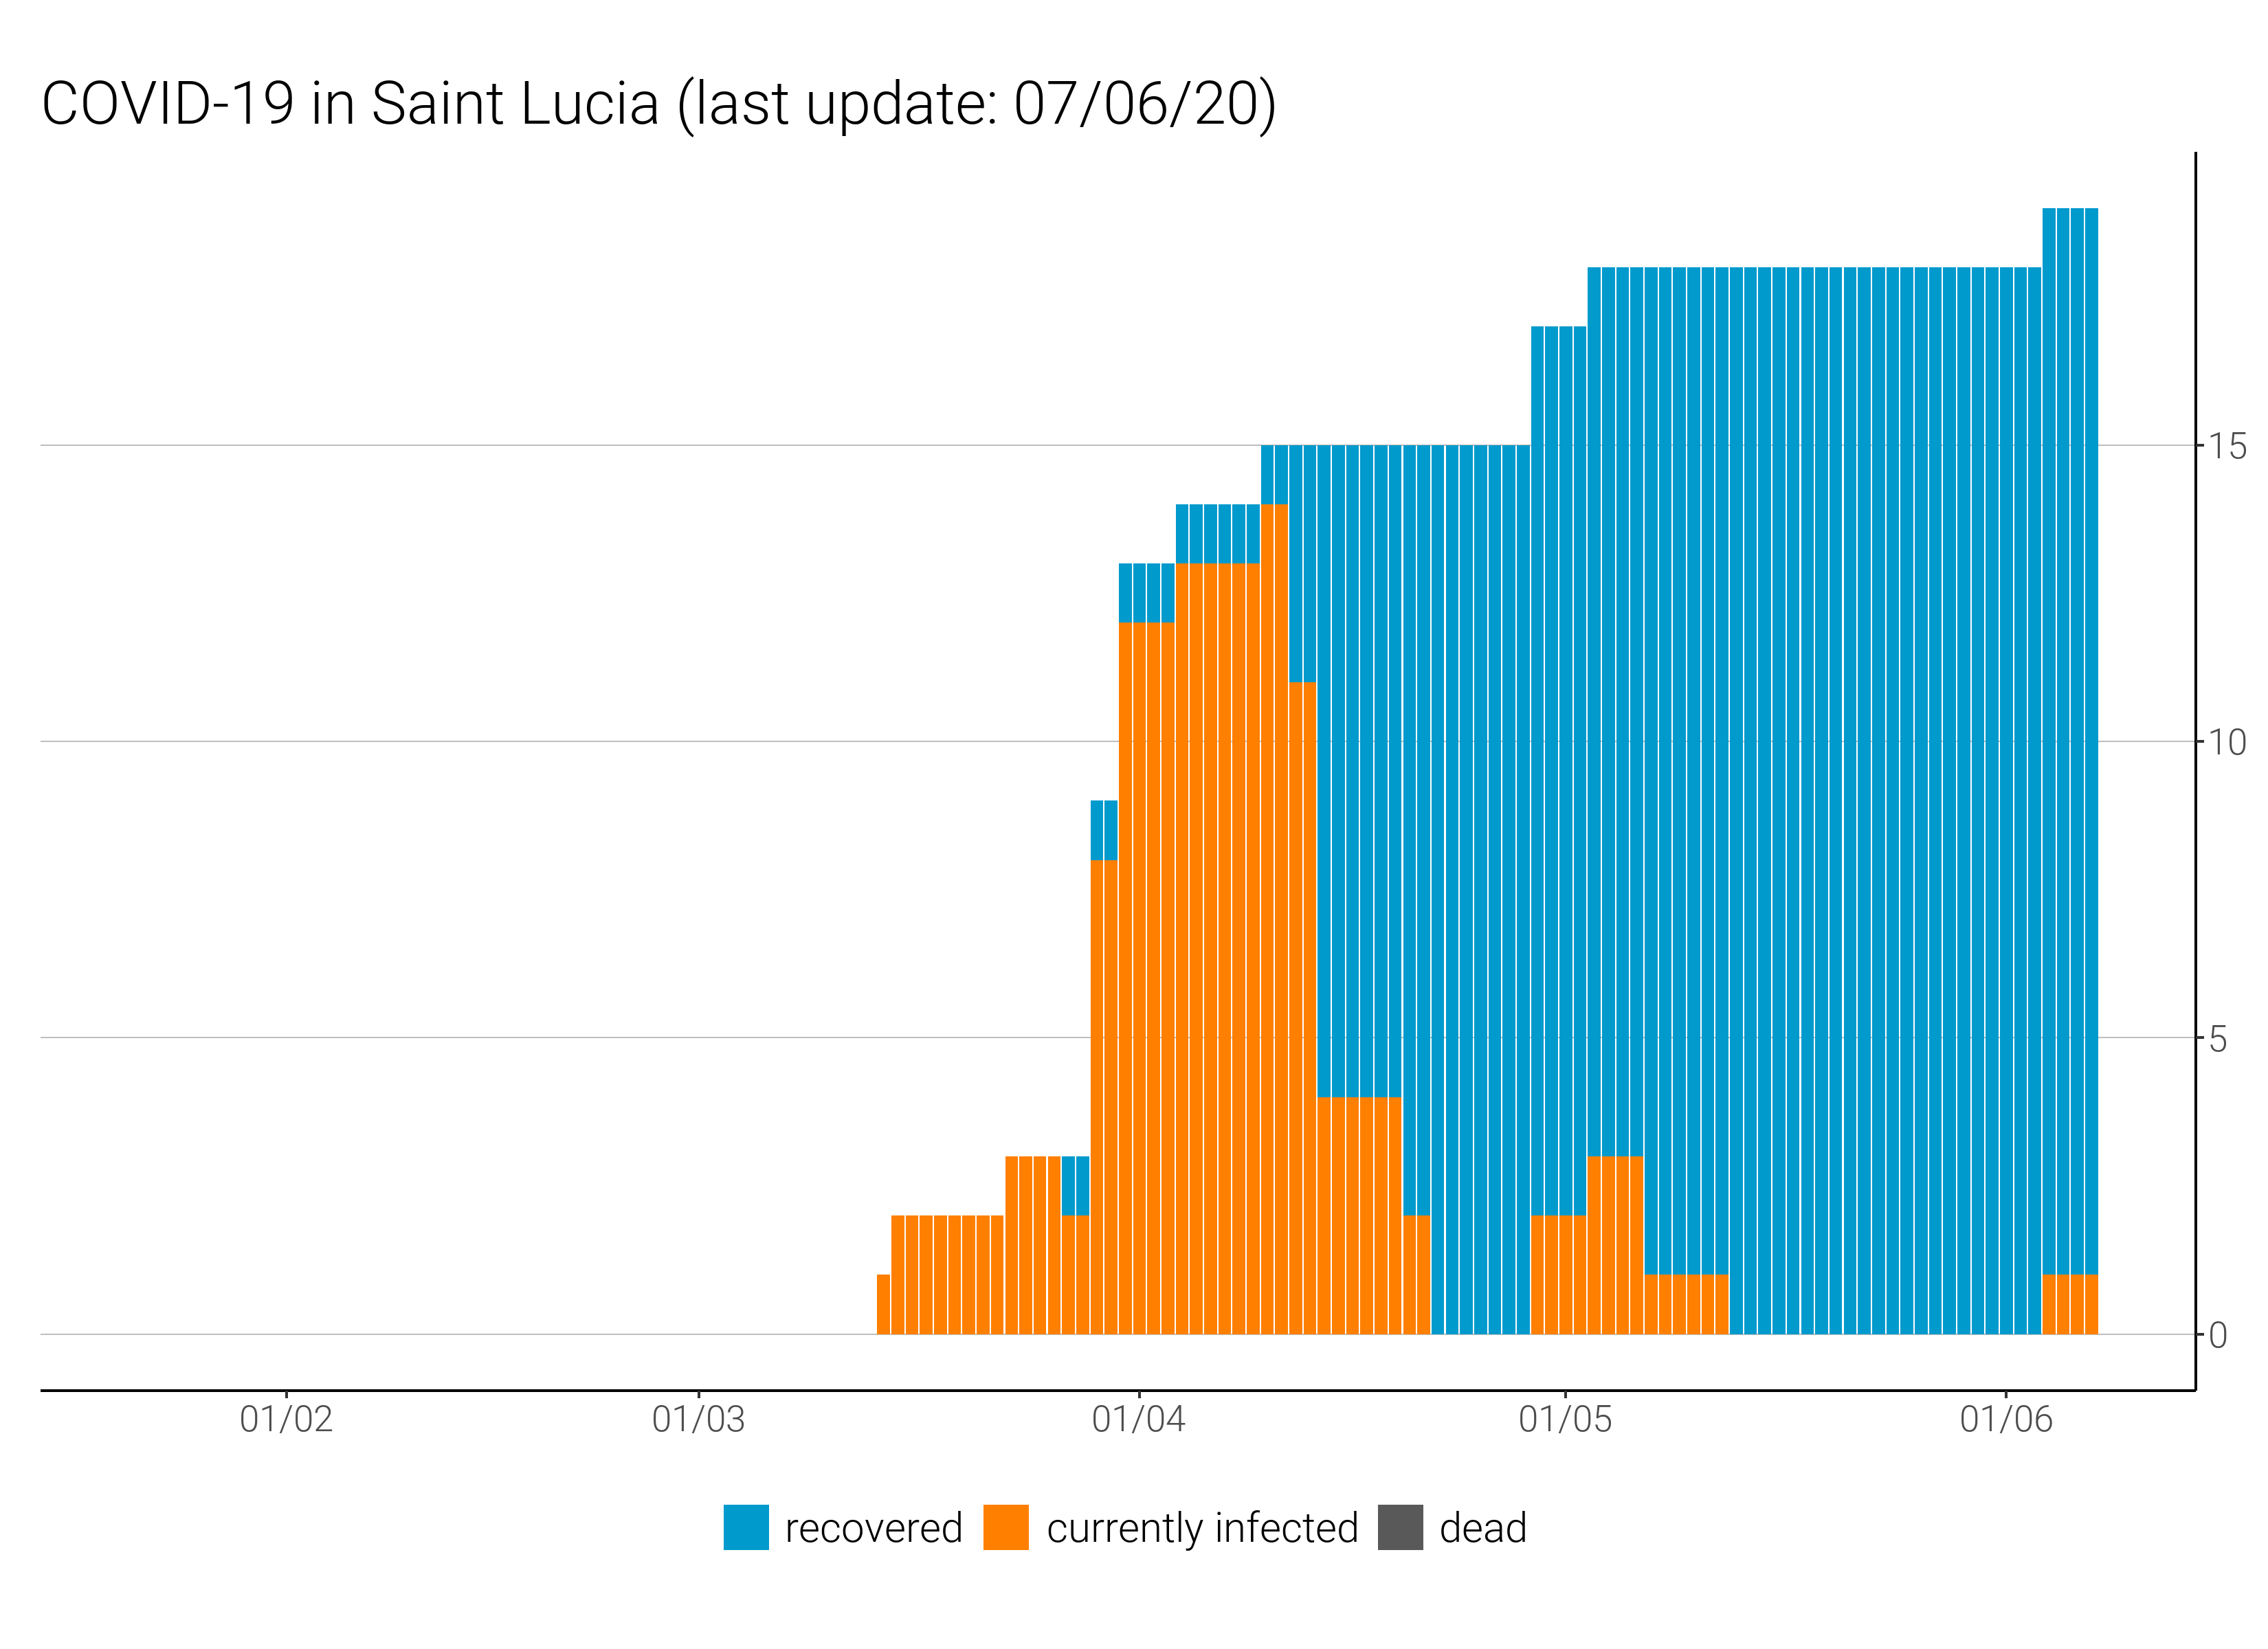 COVID-19 in Saint Lucia (last update: 07/06/20)
15
10
5
0
01/02 01/03 01/04 01/05 01/06
recovered currently infected dead